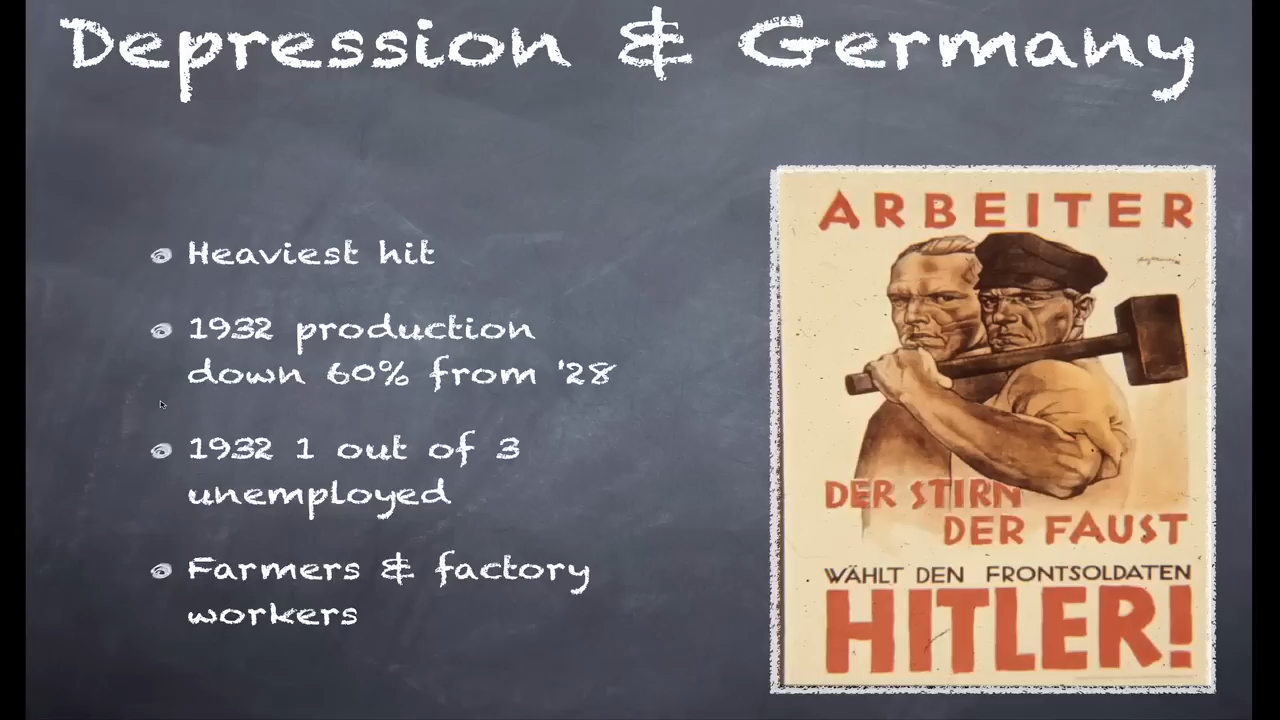 Depression & Germany
Heaviest hit
1932 production
down 60% from '28
1932 1 out of 3
unemployed
Farmers & factory
workers
ARBEITER
DER STIRN
DER FAUST
WÄHLT DEN FRONTSOLDATEN
HITLER!